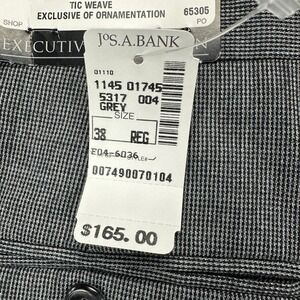 TIC WEAVE
SHOP
EXCLUSIVE OF ORNAMENTATION
65305
PO
EXECUTIV
N
JoS.A.BANK
01110
1145 01745
5317 004
GREY
SIZE
38 REG
E04-6036
007490070104
$165.00